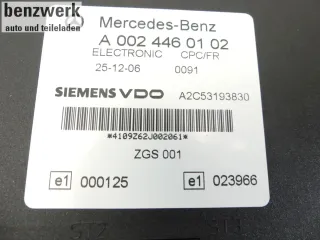 benzwerk
auto und teileladen
Mercedes-Benz
A 002 446 01 02
ELECTRONIC CPC/FR
25-12-06 0091
SIEMENS VDO A2C53193830
*4109Z62J002061*
ZGS 001
e1 000125 e1 023966